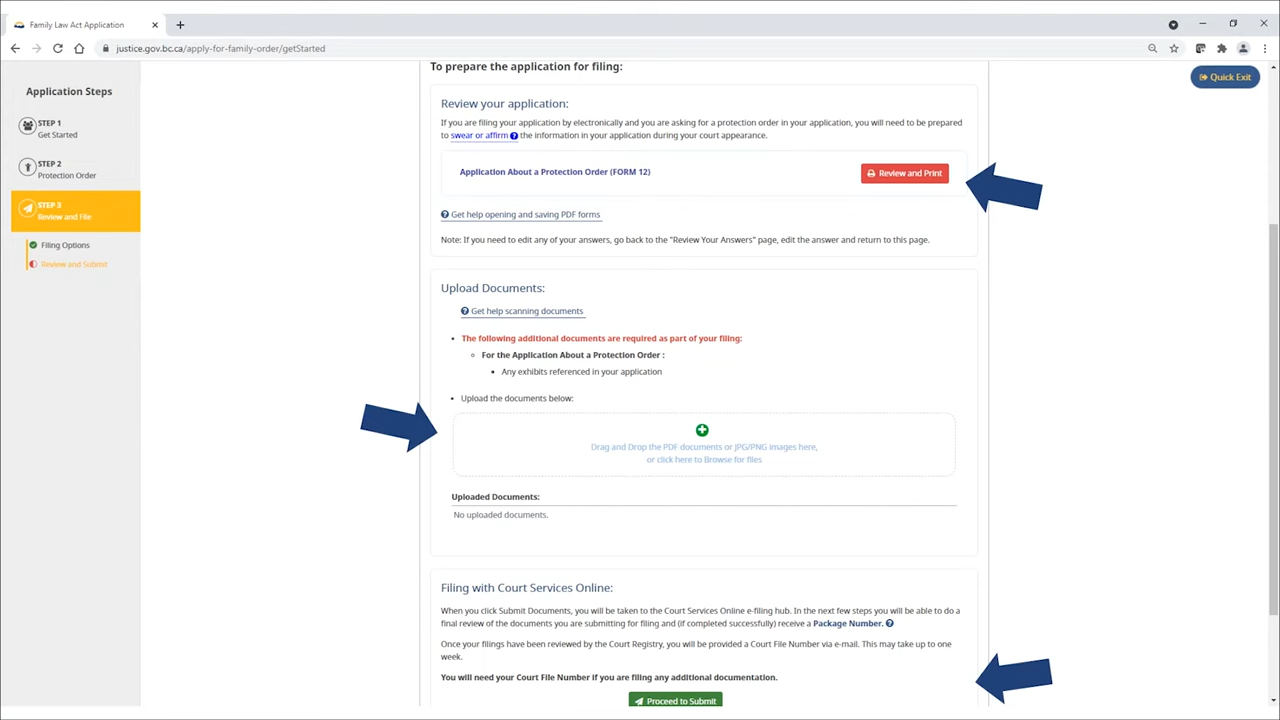 Family Law Act Application
justice.gov.bc.ca/apply-for-family-order/getStarted
Application Steps
STEP 1
Get Started
STEP 2
Protection Order
STEP 3
Review and File
Filing Options
Review and Submit
Quick Exit
To prepare the application for filing:
Review your application:
If you are filing your application by electronically and you are asking for a protection order in your application, you will need to be prepared
to swear or affirm the information in your application during your court appearance.
Application About a Protection Order (FORM 12)
Review and Print
Get help opening and saving PDF forms
Note: If you need to edit any of your answers, go back to the "Review Your Answers" page, edit the answer and return to this page.
Upload Documents:
Get help scanning documents
The following additional documents are required as part of your filing:
For the Application About a Protection Order :
Any exhibits referenced in your application
Upload the documents below:
Drag and Drop the PDF documents or JPG/PNG images here,
or click here to Browse for files
Uploaded Documents:
No uploaded documents.
Filing with Court Services Online:
When you click Submit Documents, you will be taken to the Court Services Online e-filing hub. In the next few steps you will be able to do a
final review of the documents you are submitting for filing and (if completed successfully) receive a Package Number.
Once your filings have been reviewed by the Court Registry, you will be provided a Court File Number via e-mail. This may take up to one
week.
You will need your Court File Number if you are filing any additional documentation.
Proceed to Submit